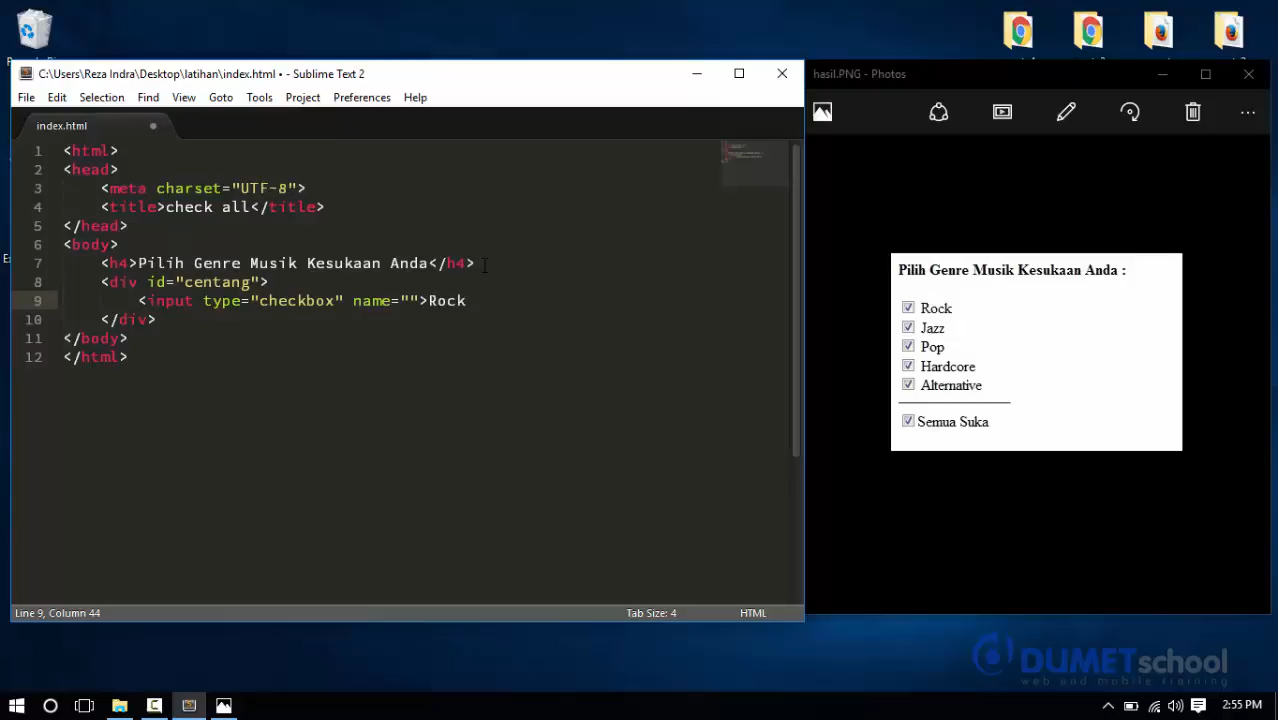 C:\Users\Reza Indra\Desktop\latihan\index.html • - Sublime Text 2
File Edit Selection Find View Goto Tools Project Preferences Help
index.html
1 <html>
2 <head>
3 <meta charset="UTF-8">
4 <title>check all</title>
5 </head>
6 <body>
7 <h4>Pilih Genre Musik Kesukaan Anda</h4>
8 <div id="centang">
9 <input type="checkbox" name="">Rock
10 </div>
11 </body>
12 </html>
Line 9, Column 44
Tab Size: 4
HTML
hasil.PNG - Photos
Pilih Genre Musik Kesukaan Anda :
Rock
Jazz
Pop
Hardcore
Alternative
Semua Suka
DUMETschool
web and mobile training
2:55 PM